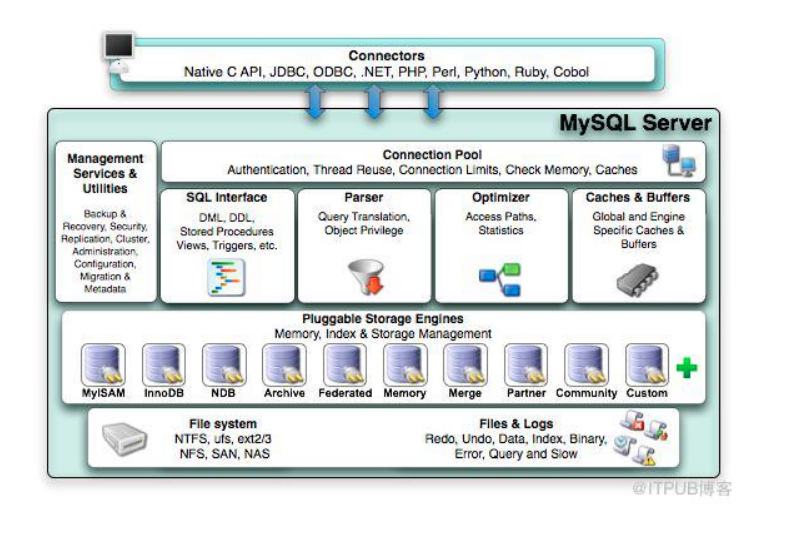 Connectors
Native C API, JDBC, ODBC, .NET, PHP, Perl, Python, Ruby, Cobol
MySQL Server
Management
Services &
Utilities
Backup &
Recovery, Security,
Replication, Cluster,
Administration,
Configuration,
Migration &
Metadata
Connection Pool
Authentication, Thread Reuse, Connection Limits, Check Memory, Caches
SQL Interface
DML, DDL,
Stored Procedures
Views, Triggers, etc.
Parser
Query Translation,
Object Privilege
Optimizer
Access Paths,
Statistics
Caches & Buffers
Global and Engine
Specific Caches &
Buffers
Pluggable Storage Engines
Memory, Index & Storage Management
MyISAM
InnoDB
NDB
Archive
Federated
Memory
Merge
Partner
Community
Custom
File system
NTFS, ufs, ext2/3
NFS, SAN, NAS
Files & Logs
Redo, Undo, Data, Index, Binary,
Error, Query and Slow
@ITPUB博客